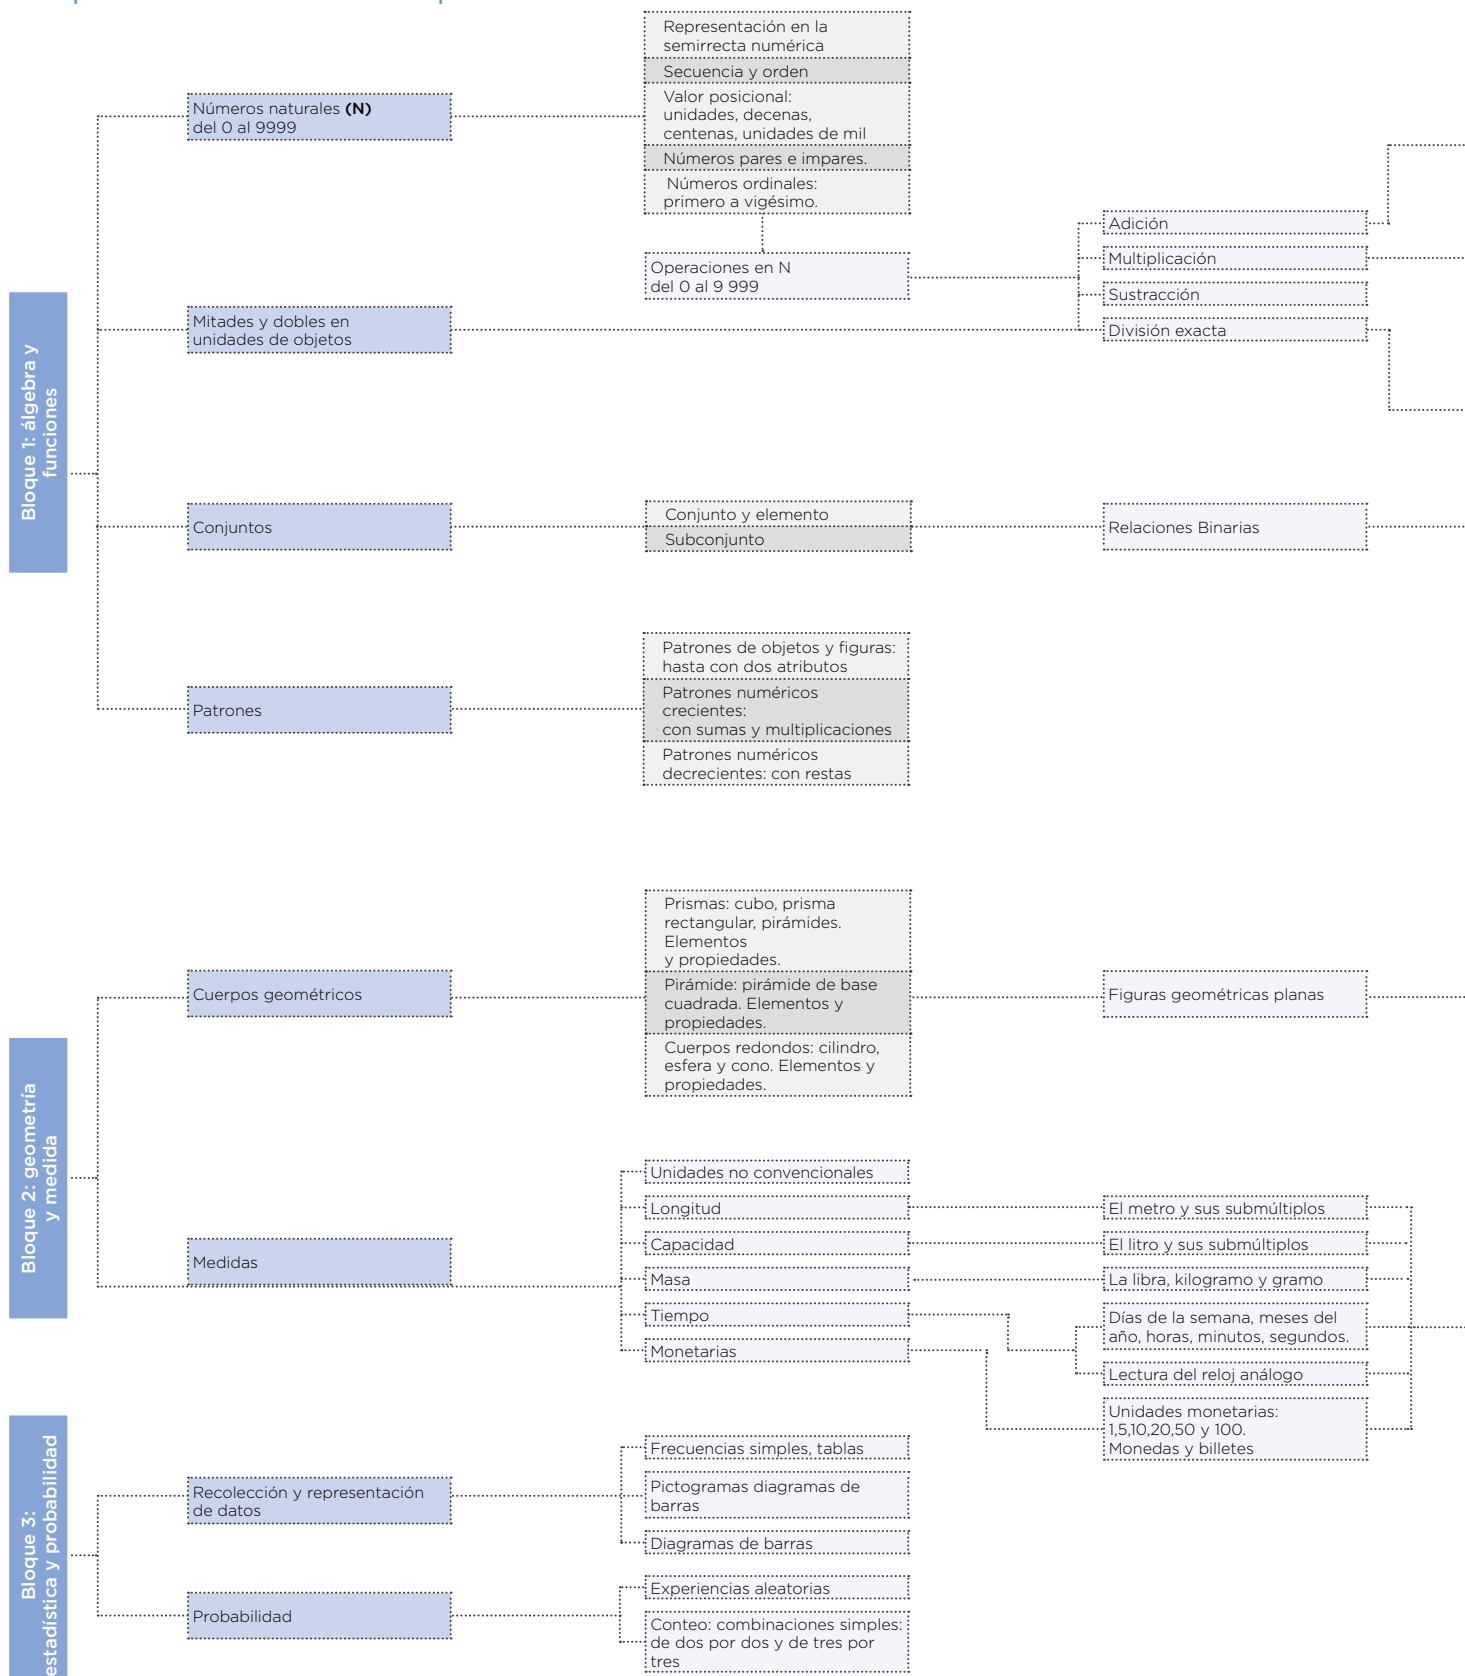 Bloque 1: álgebra y
funciones
Números naturales (N)
del 0 al 9999
Representación en la
semirrecta numérica
Secuencia y orden
Valor posicional:
unidades, decenas,
centenas, unidades de mil
Números pares e impares.
Números ordinales:
primero a vigésimo.
Operaciones en N
del 0 al 9 999
Adición
Multiplicación
Sustracción
División exacta
Mitades y dobles en
unidades de objetos
Conjuntos
Conjunto y elemento
Subconjunto
Relaciones Binarias
Patrones
Patrones de objetos y figuras:
hasta con dos atributos
Patrones numéricos
crecientes:
con sumas y multiplicaciones
Patrones numéricos
decrecientes: con restas
Bloque 2: geometría
y medida
Cuerpos geométricos
Prismas: cubo, prisma
rectangular, pirámides.
Elementos
y propiedades.
Pirámide: pirámide de base
cuadrada. Elementos y
propiedades.
Cuerpos redondos: cilindro,
esfera y cono. Elementos y
propiedades.
Figuras geométricas planas
Medidas
Unidades no convencionales
Longitud
Capacidad
Masa
Tiempo
Monetarias
El metro y sus submúltiplos
El litro y sus submúltiplos
La libra, kilogramo y gramo
Días de la semana, meses del
año, horas, minutos, segundos.
Lectura del reloj análogo
Unidades monetarias:
1,5,10,20,50 y 100.
Monedas y billetes
Bloque 3:
estadística y probabilidad
Recolección y representación
de datos
Frecuencias simples, tablas
Pictogramas diagramas de
barras
Diagramas de barras
Probabilidad
Experiencias aleatorias
Conteo: combinaciones simples:
de dos por dos y de tres por
tres